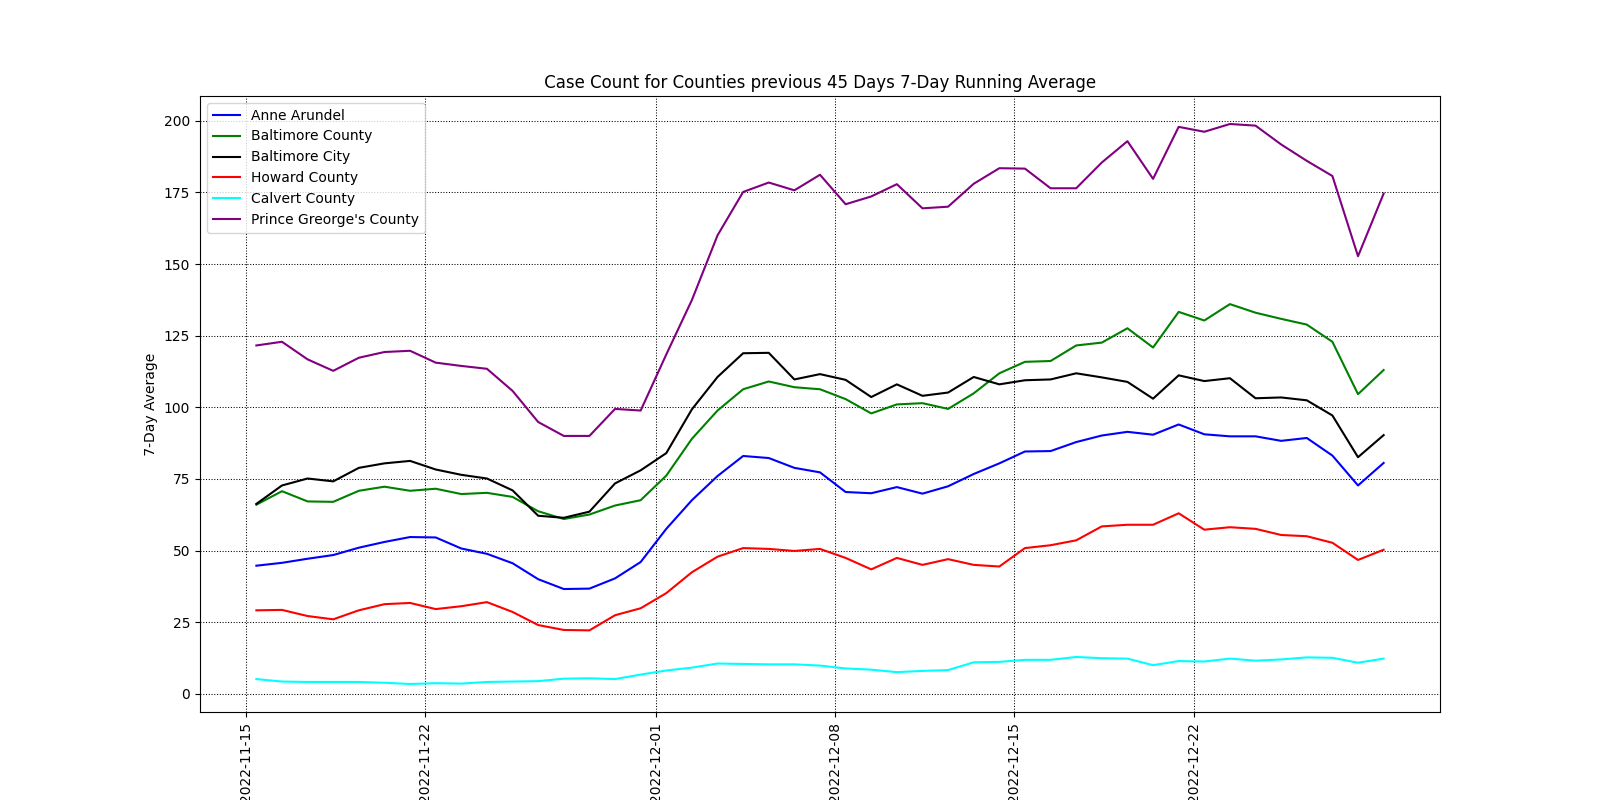 Case Count for Counties previous 45 Days 7-Day Running Average
Anne Arundel
Baltimore County
Baltimore City
Howard County
Calvert County
Prince Greorge's County
200
175
150
125
100
75
50
25
0
7-Day Average
2022-11-15
2022-11-22
2022-12-01
2022-12-08
2022-12-15
2022-12-22